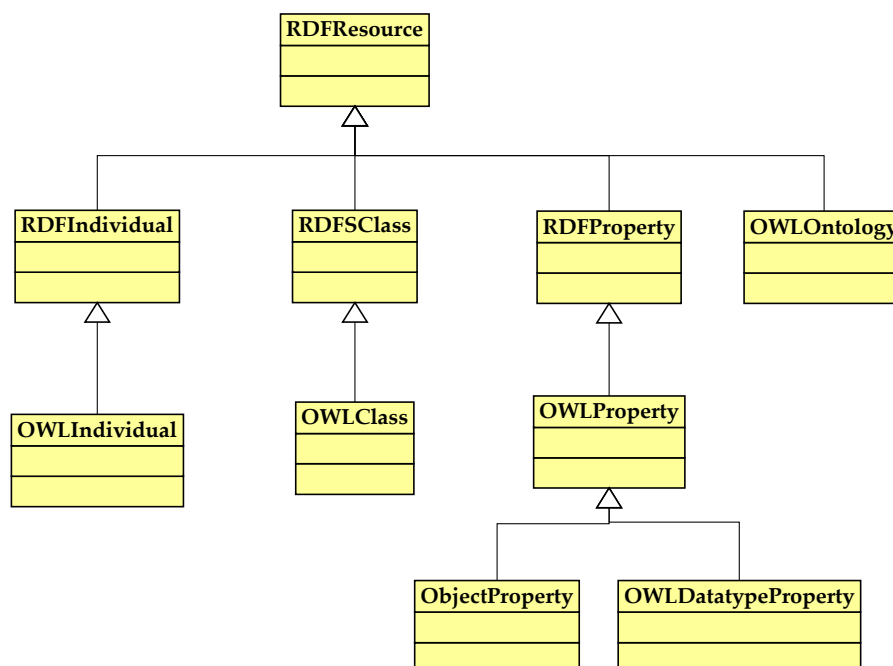 RDFResource
RDFIndividual
RDFSClass
RDFProperty
OWLOntology
OWLIndividual
OWLClass
OWLProperty
ObjectProperty
OWLDatatypeProperty